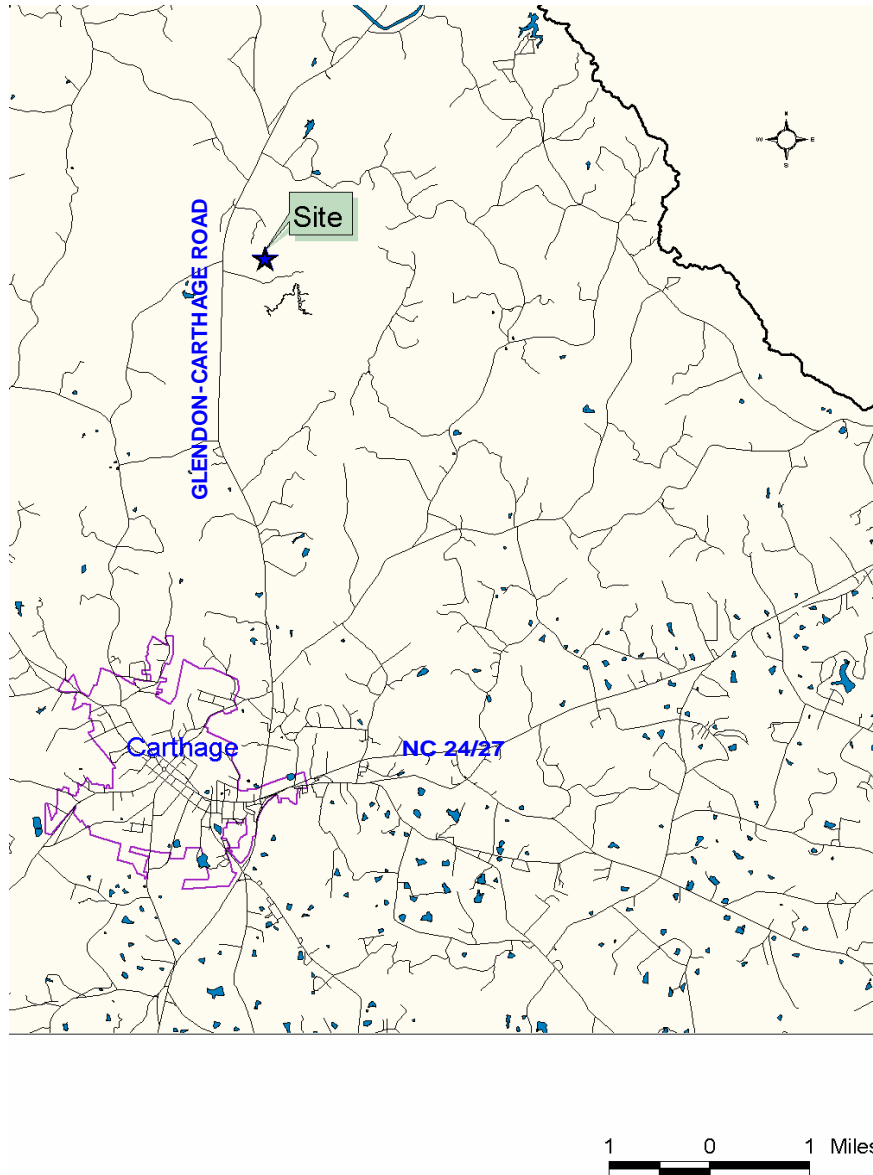 N
W E
S
Site
GLENDON-CARTHAGE ROAD
Carthage
NC 24/27
1 0 1 Miles